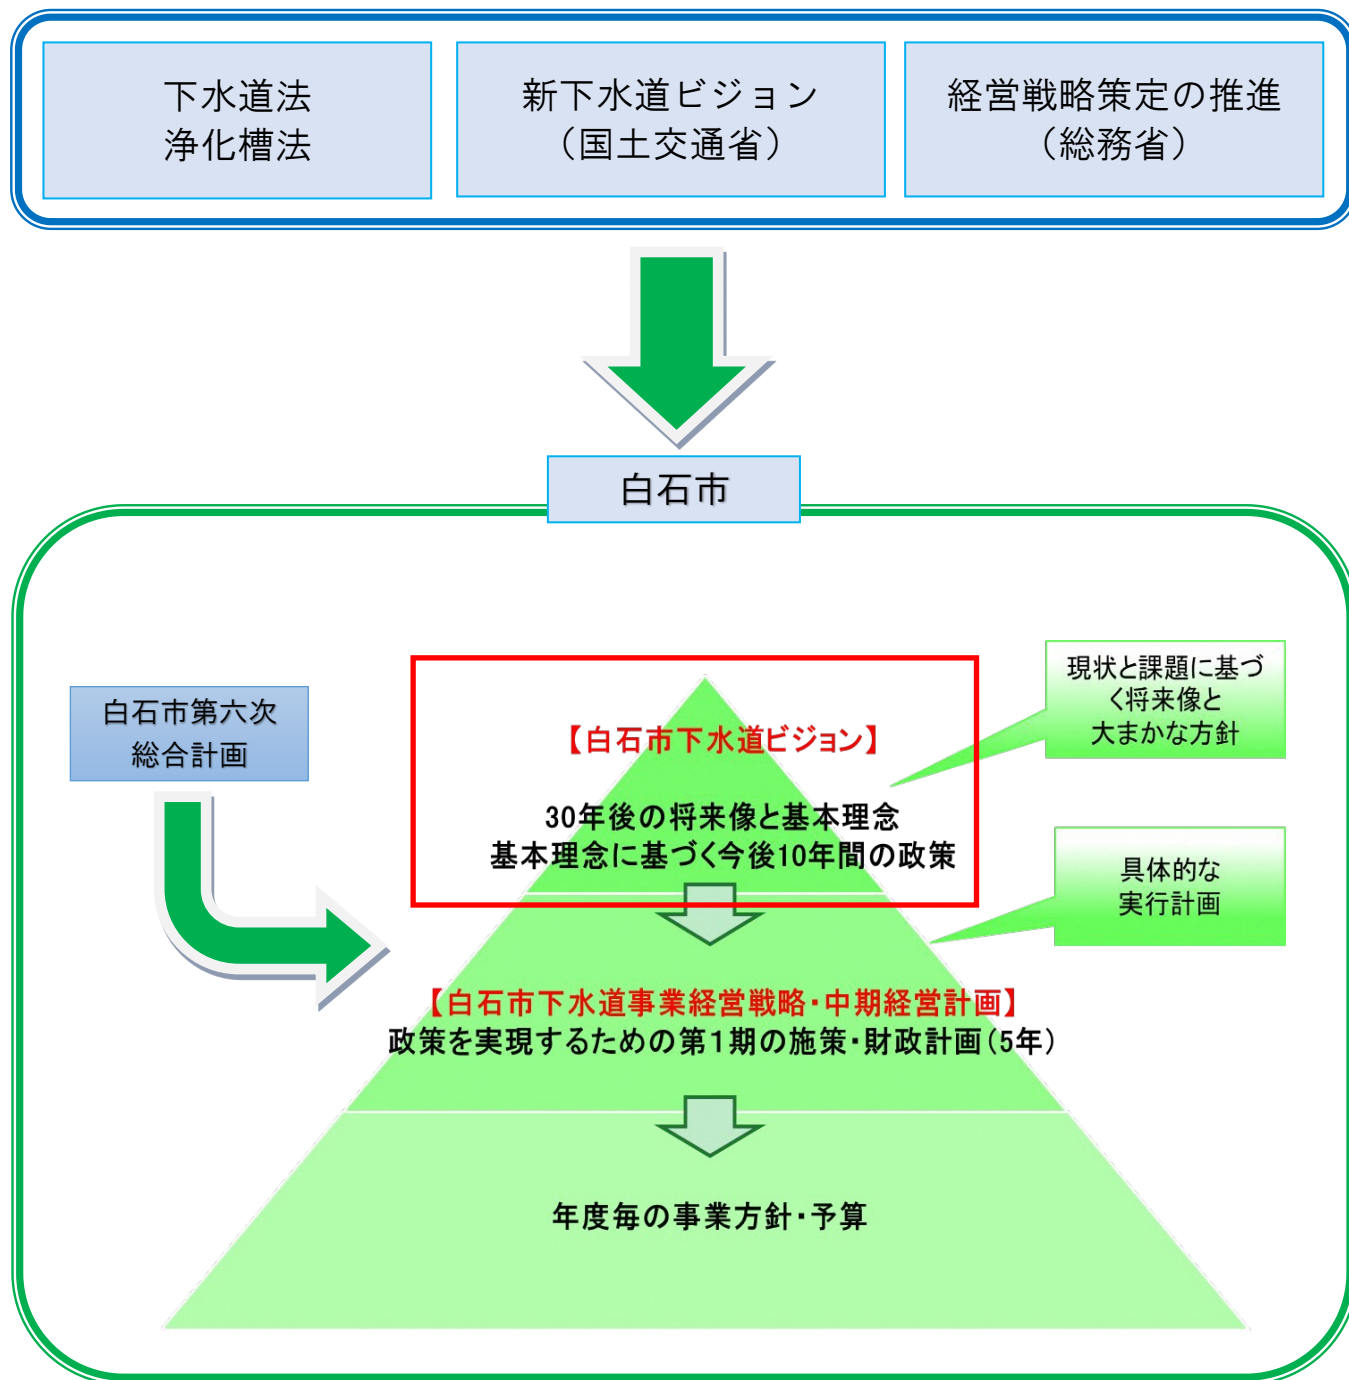 下水道法
浄化槽法
新下水道ビジョン
（国土交通省）
経営戦略策定の推進
（総務省）
白石市
白石市第六次
総合計画
【白石市下水道ビジョン】
30年後の将来像と基本理念
基本理念に基づく今後10年間の政策
現状と課題に基づ
く将来像と
大まかな方針
具体的な
実行計画
【白石市下水道事業経営戦略・中期経営計画】
政策を実現するための第１期の施策・財政計画（5年）
年度毎の事業方針・予算